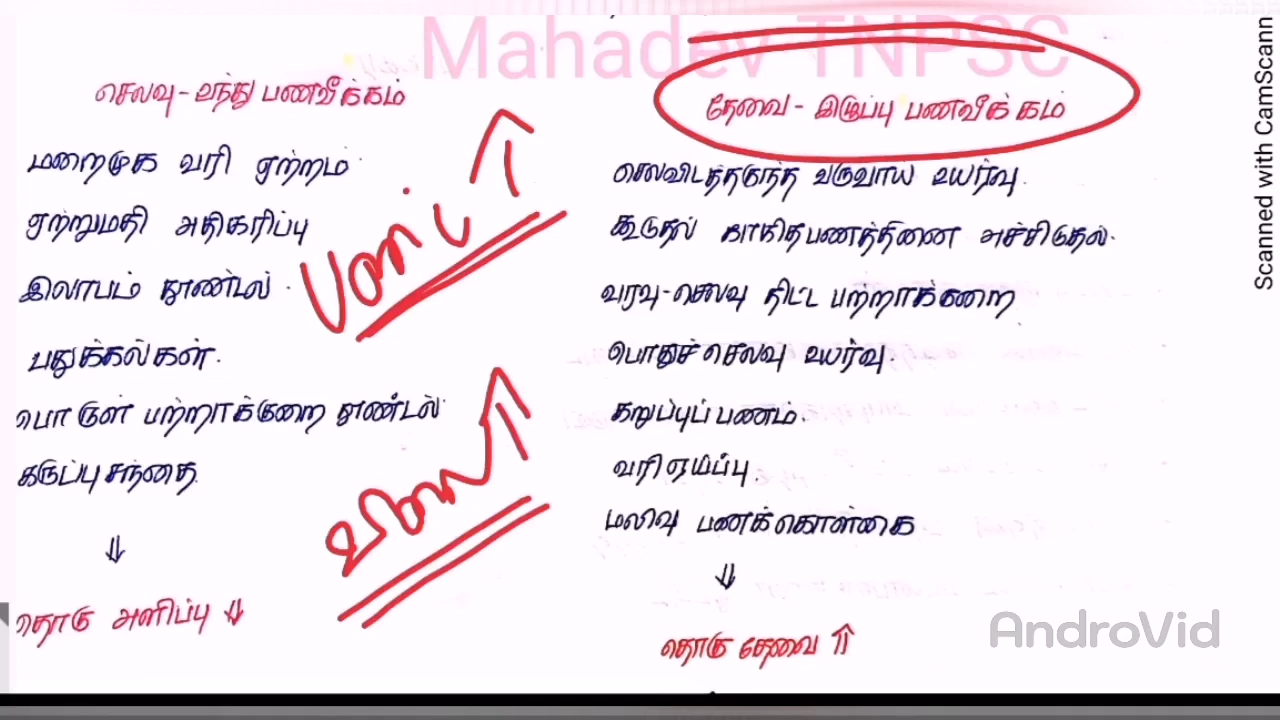 Mahadev TNPSC
செலவு - உந்து பணவீக்கம்
மறைமுக வரி ஏற்றம்
ஏற்றுமதி அதிகரிப்பு
இலாபம் தூண்டல்
பதுக்கல்கள்.
பொருள் பற்றாக்குறை தூண்டல்
கருப்பு சந்தை
⇓
தொகு அளிப்பு ⇓
பணம் ↑
விலை ↑
தேவை - இழுப்பு பணவீக்கம்
செலவிடத்தகுந்த வருவாய் உயர்வு.
கூடுதல் காகிதபணத்தினை அச்சிடுதல்.
வரவு-செலவு திட்ட பற்றாக்குறை
பொதுச் செலவு உயர்வு.
கறுப்புப் பணம்.
வரி ஏய்ப்பு.
மலிவு பணக்கொள்கை
⇓
தொகு தேவை ⇑
Scanned with CamScann
AndroVid